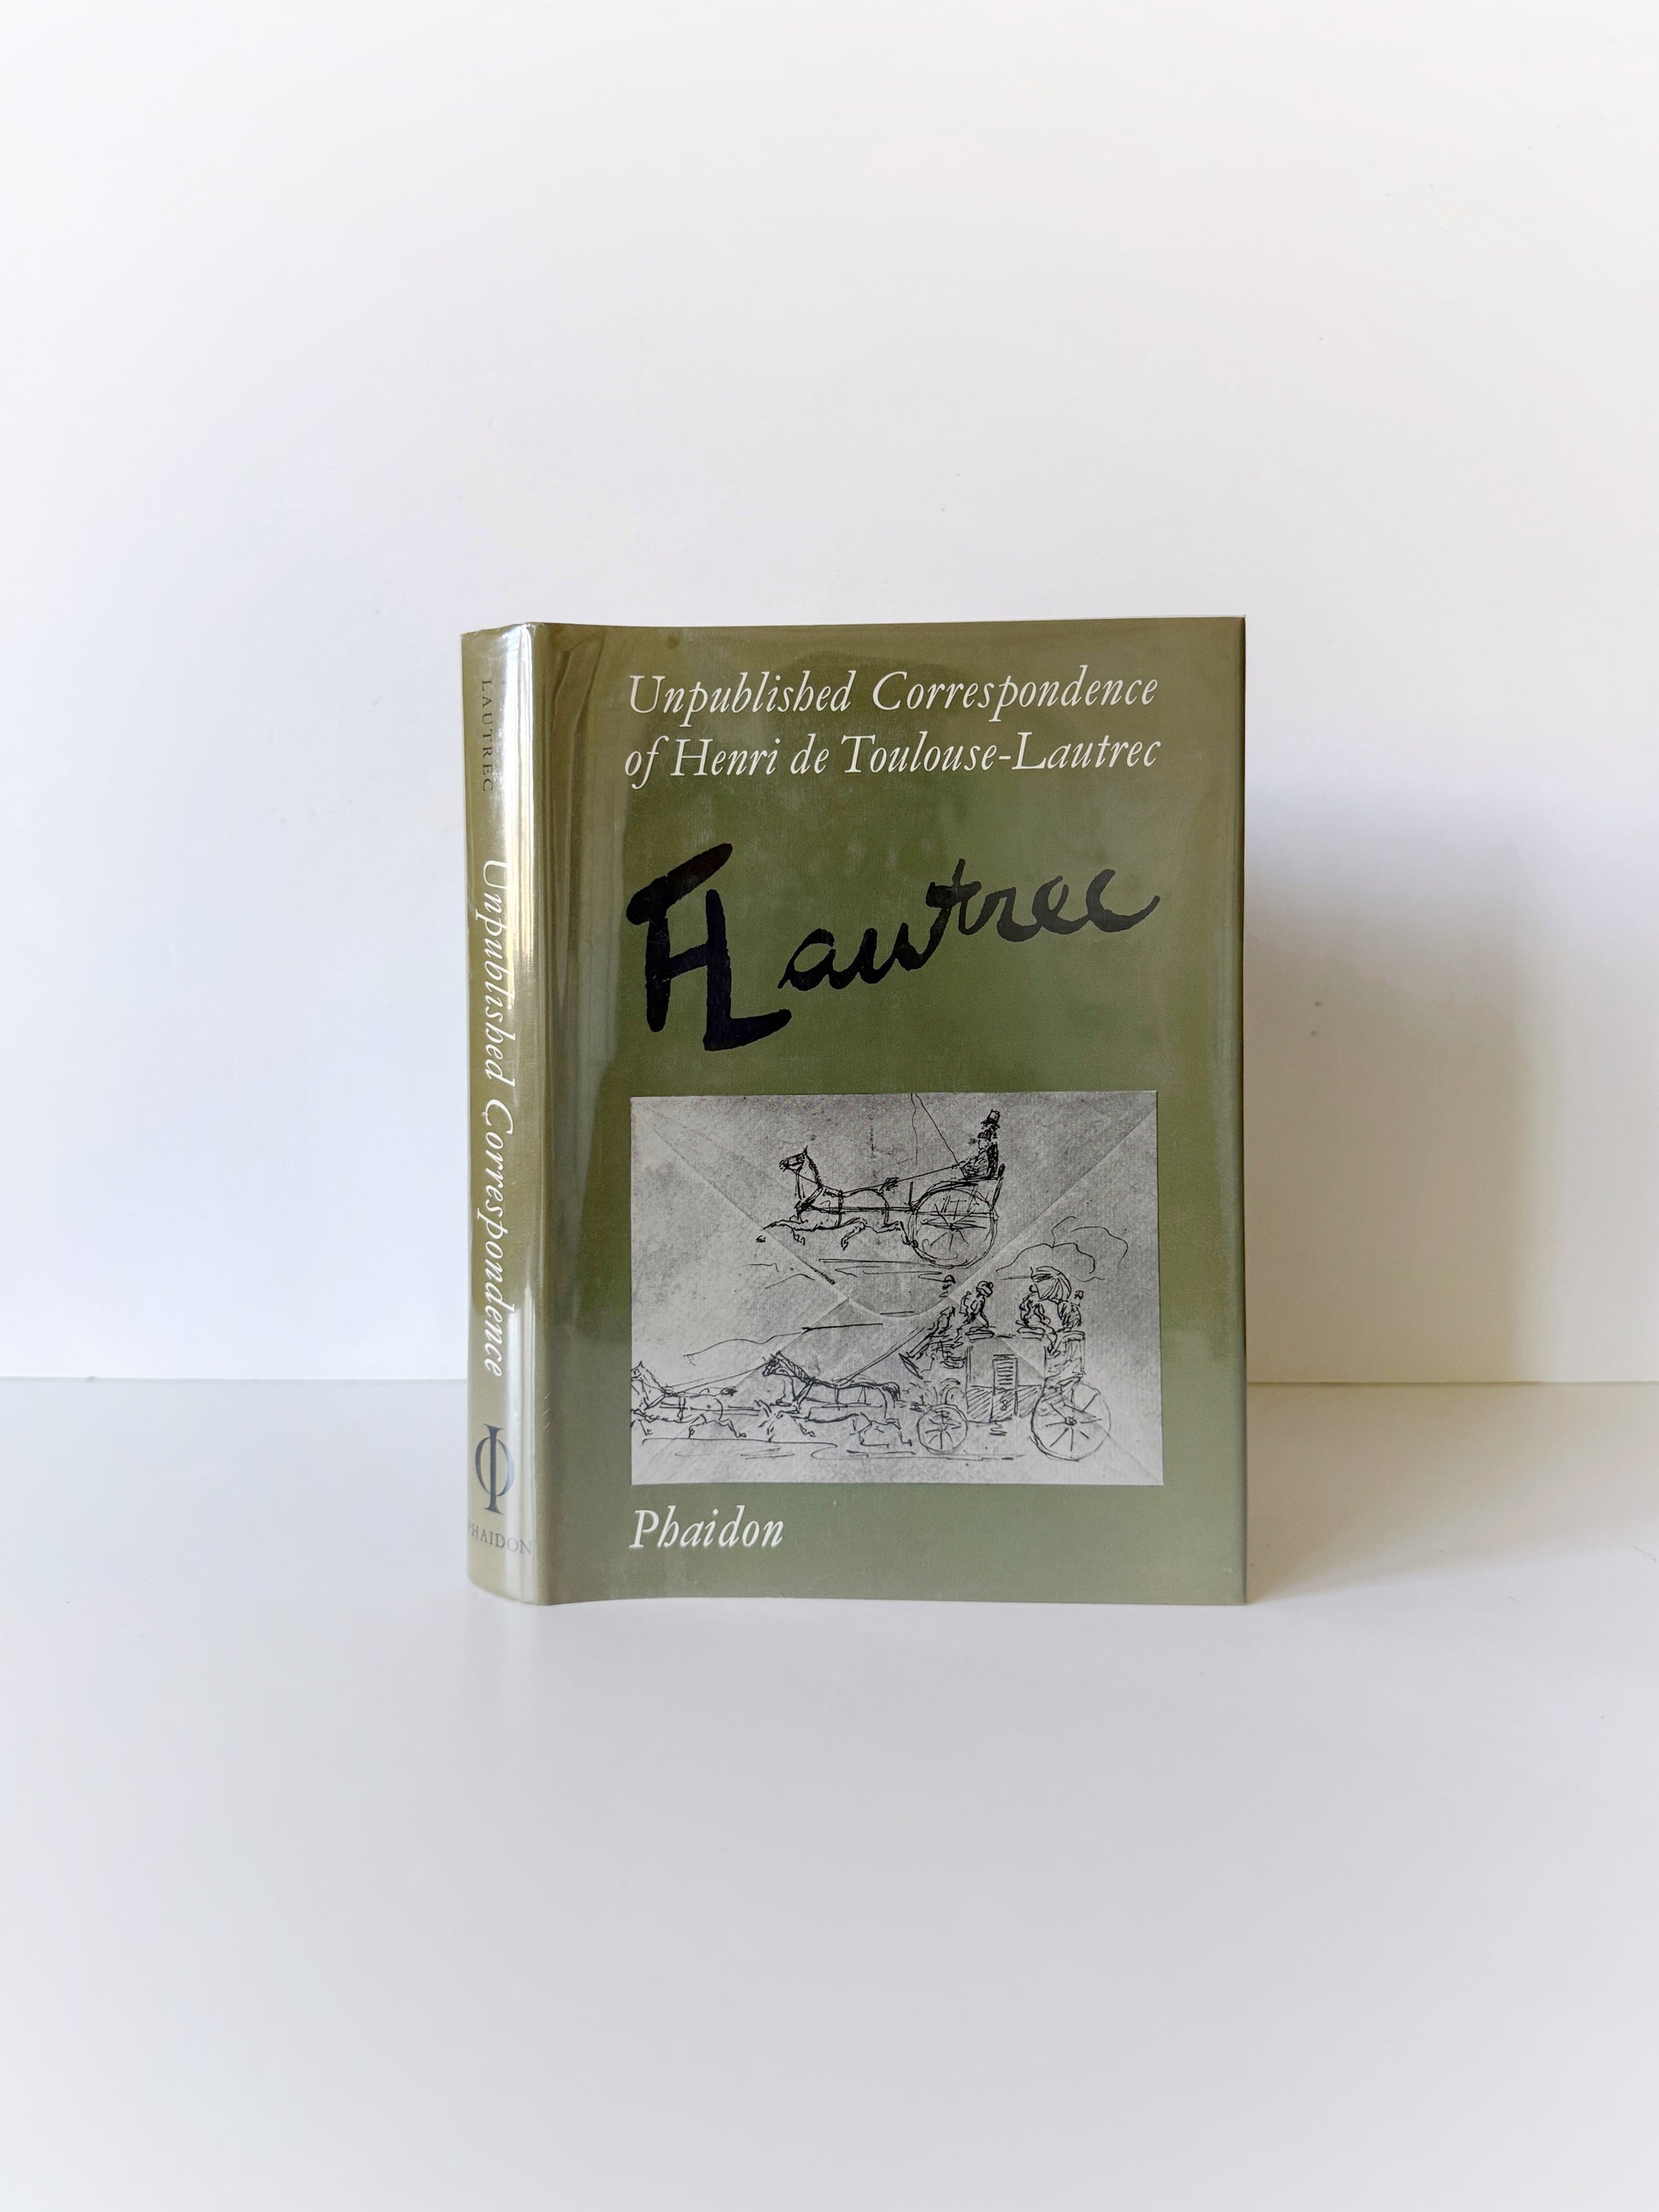 LAUTREC
Unpublished Correspondence
PHAIDON
Unpublished Correspondence
of Henri de Toulouse-Lautrec
HLautrec
Phaidon